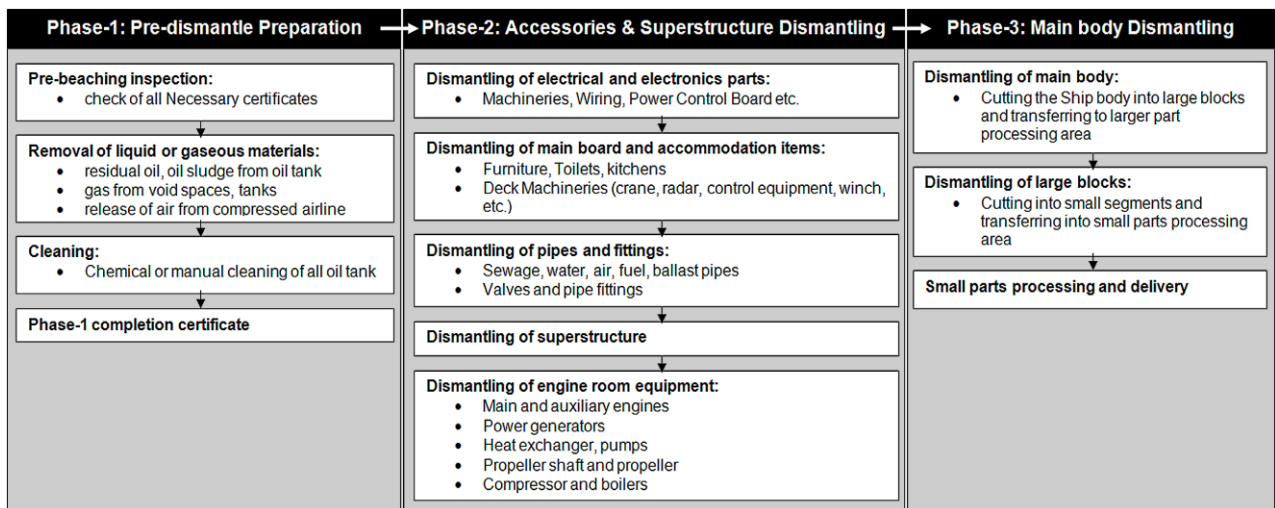 Phase-1: Pre-dismantle Preparation
Pre-beaching inspection:
• check of all Necessary certificates
Removal of liquid or gaseous materials:
• residual oil, oil sludge from oil tank
• gas from void spaces, tanks
• release of air from compressed airline
Cleaning:
• Chemical or manual cleaning of all oil tank
Phase-1 completion certificate
Phase-2: Accessories & Superstructure Dismantling
Dismantling of electrical and electronics parts:
• Machineries, Wiring, Power Control Board etc.
Dismantling of main board and accommodation items:
• Furniture, Toilets, kitchens
• Deck Machineries (crane, radar, control equipment, winch,
etc.)
Dismantling of pipes and fittings:
• Sewage, water, air, fuel, ballast pipes
• Valves and pipe fittings
Dismantling of superstructure
Dismantling of engine room equipment:
• Main and auxiliary engines
• Power generators
• Heat exchanger, pumps
• Propeller shaft and propeller
• Compressor and boilers
Phase-3: Main body Dismantling
Dismantling of main body:
• Cutting the Ship body into large blocks
and transferring to larger part
processing area
Dismantling of large blocks:
• Cutting into small segments and
transferring into small parts processing
area
Small parts processing and delivery